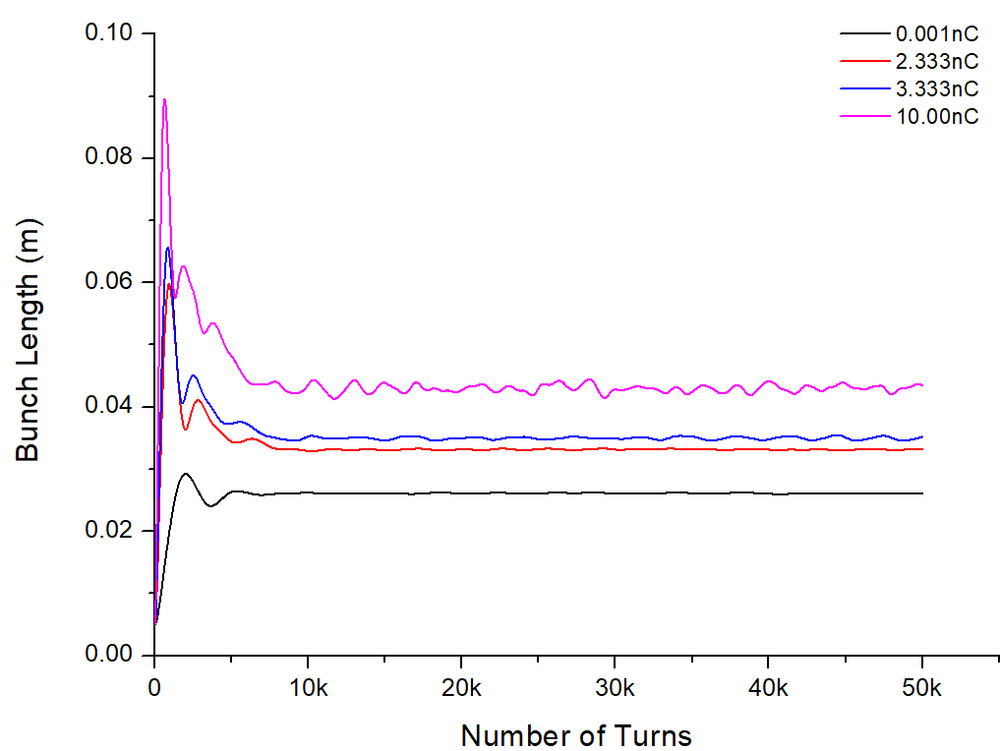 0.001nC
2.333nC
3.333nC
10.00nC
Bunch Length (m)
0.10
0.08
0.06
0.04
0.02
0.00
0 10k 20k 30k 40k 50k
Number of Turns